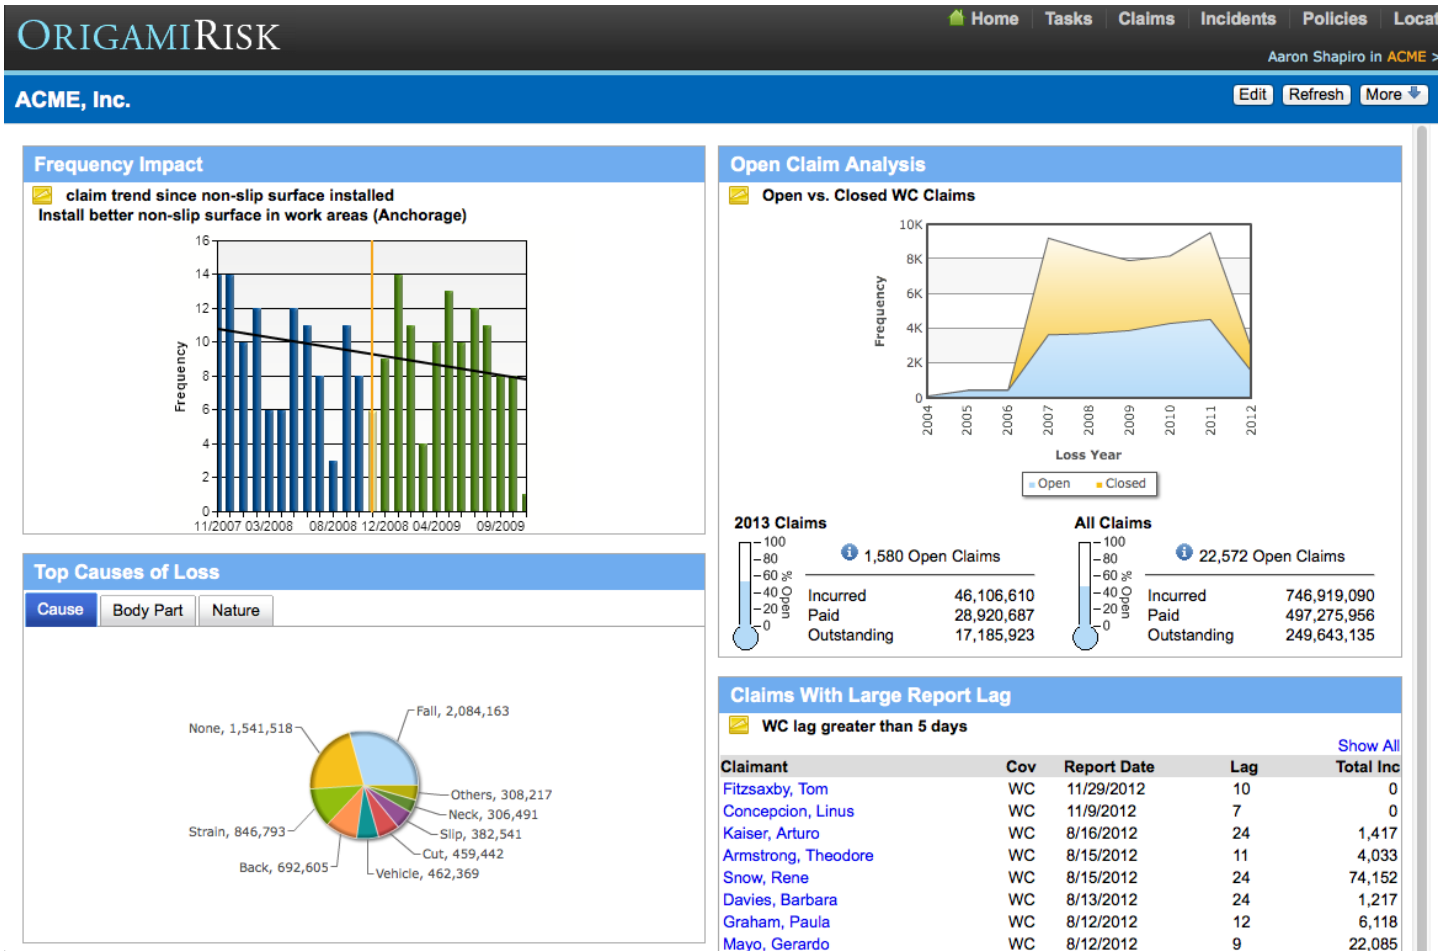 ORIGAMIRISK
Home Tasks Claims Incidents Policies Locat
Aaron Shapiro in ACME >
ACME, Inc.
Edit Refresh More
Frequency Impact
claim trend since non-slip surface installed
Install better non-slip surface in work areas (Anchorage)
16
14
12
10
8
6
4
2
0
Frequency
11/2007 03/2008 08/2008 12/2008 04/2009 09/2009
Top Causes of Loss
Cause Body Part Nature
Fall, 2,084,163
None, 1,541,518
Others, 308,217
Neck, 306,491
Strain, 846,793
Slip, 382,541
Cut, 459,442
Back, 692,605
Vehicle, 462,369
Open Claim Analysis
Open vs. Closed WC Claims
10K
8K
6K
4K
2K
0
Frequency
2004 2005 2006 2007 2008 2009 2010 2011 2012
Loss Year
Open Closed
2013 Claims
100
80
60
40
20
0
% Open
1,580 Open Claims
Incurred 46,106,610
Paid 28,920,687
Outstanding 17,185,923
All Claims
100
80
60
40
20
0
% Open
22,572 Open Claims
Incurred 746,919,090
Paid 497,275,956
Outstanding 249,643,135
Claims With Large Report Lag
WC lag greater than 5 days
Show All
Claimant Cov Report Date Lag Total Inc
Fitzsaxby, Tom WC 11/29/2012 10 0
Concepcion, Linus WC 11/9/2012 7 0
Kaiser, Arturo WC 8/16/2012 24 1,417
Armstrong, Theodore WC 8/15/2012 11 4,033
Snow, Rene WC 8/15/2012 24 74,152
Davies, Barbara WC 8/13/2012 24 1,217
Graham, Paula WC 8/12/2012 12 6,118
Mayo, Gerardo WC 8/12/2012 9 22,085